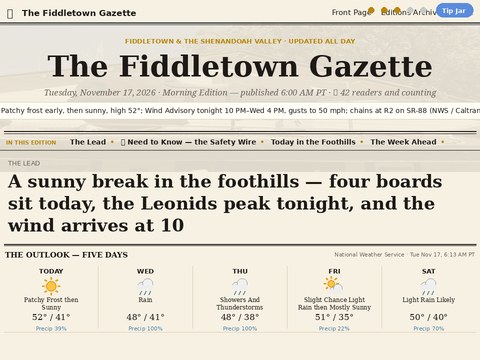 The Fiddletown Gazette
Front Page Editions Archive Tip Jar
FIDDLETOWN & THE SHENANDOAH VALLEY · UPDATED ALL DAY
The Fiddletown Gazette
Tuesday, November 17, 2026 · Morning Edition — published 6:00 AM PT · 42 readers and counting
Patchy frost early, then sunny, high 52°; Wind Advisory tonight 10 PM–Wed 4 PM, gusts to 50 mph; chains at R2 on SR-88 (NWS / Caltran
IN THIS EDITION The Lead • Need to Know — the Safety Wire • Today in the Foothills • The Week Ahead •
THE LEAD
A sunny break in the foothills — four boards
sit today, the Leonids peak tonight, and the
wind arrives at 10
THE OUTLOOK — FIVE DAYS National Weather Service · Tue Nov 17, 6:13 AM PT
TODAY WED THU FRI SAT
Patchy Frost then Sunny Rain Showers And Thunderstorms Slight Chance Light Rain then Mostly Sunny Light Rain Likely
52° / 41° 48° / 41° 48° / 38° 51° / 35° 50° / 40°
Precip 39% Precip 100% Precip 100% Precip 22% Precip 70%